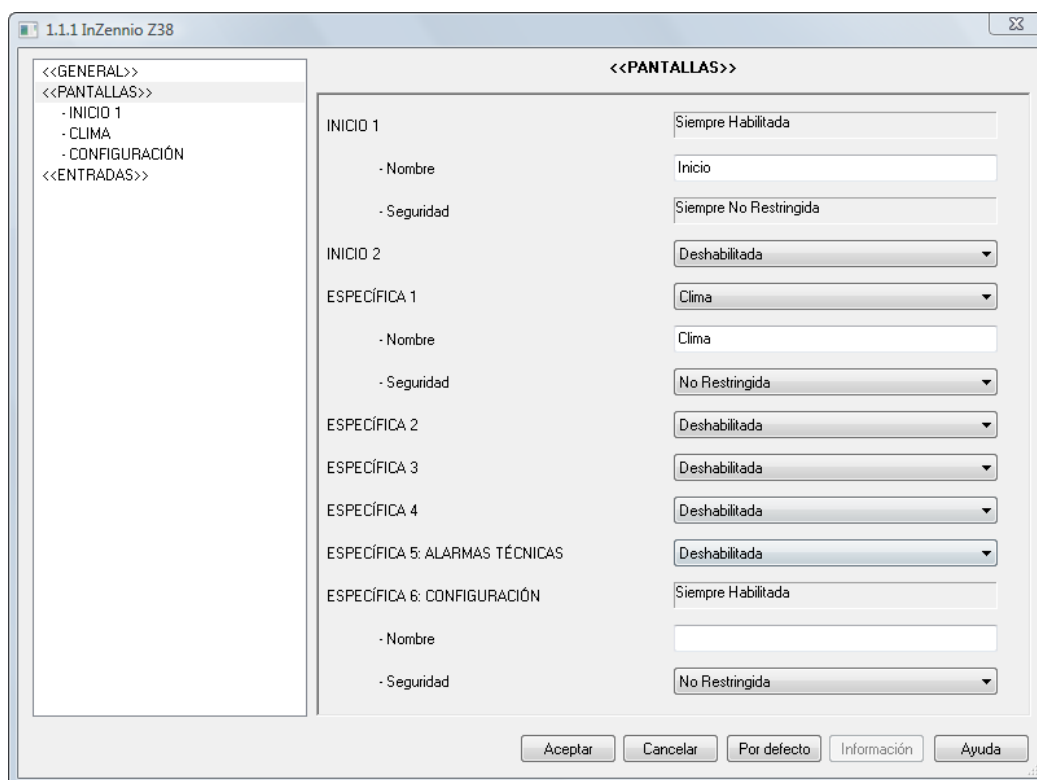 1.1.1 InZennio Z38
<<GENERAL>>
<<PANTALLAS>>
- INICIO 1
- CLIMA
- CONFIGURACIÓN
<<ENTRADAS>>
<<PANTALLAS>>
INICIO 1 Siempre Habilitada
- Nombre Inicio
- Seguridad Siempre No Restringida
INICIO 2 Deshabilitada
ESPECÍFICA 1 Clima
- Nombre Clima
- Seguridad No Restringida
ESPECÍFICA 2 Deshabilitada
ESPECÍFICA 3 Deshabilitada
ESPECÍFICA 4 Deshabilitada
ESPECÍFICA 5: ALARMAS TÉCNICAS Deshabilitada
ESPECÍFICA 6: CONFIGURACIÓN Siempre Habilitada
- Nombre
- Seguridad No Restringida
Aceptar Cancelar Por defecto Información Ayuda